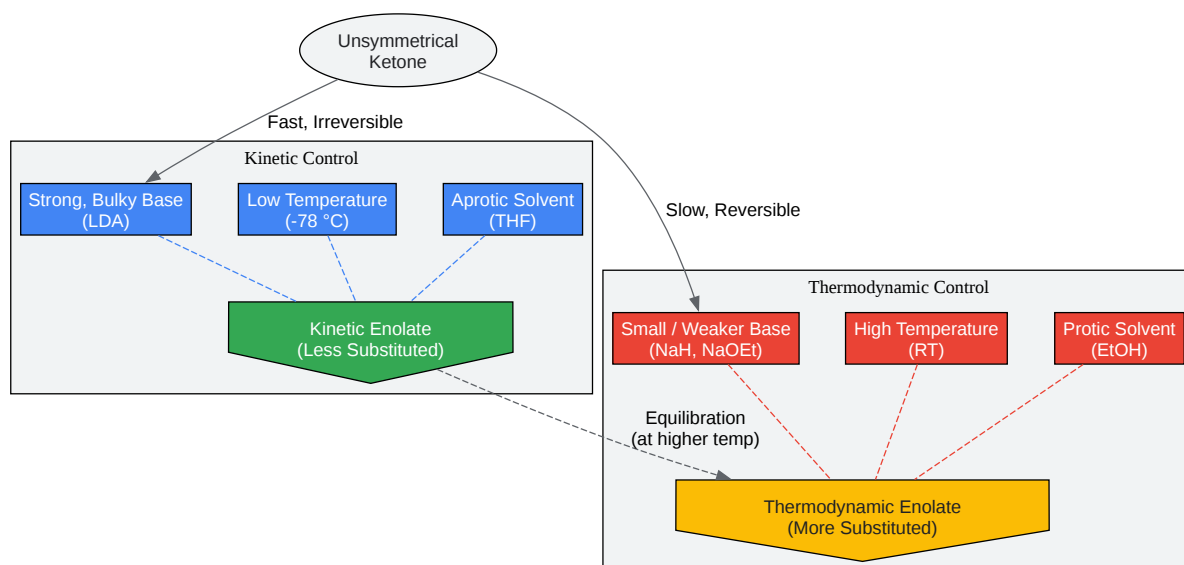 Unsymmetrical
Ketone
Fast, Irreversible
Kinetic Control
Strong, Bulky Base
(LDA)
Low Temperature
(-78 °C)
Aprotic Solvent
(THF)
Slow, Reversible
Kinetic Enolate
(Less Substituted)
Thermodynamic Control
Small / Weaker Base
(NaH, NaOEt)
High Temperature
(RT)
Protic Solvent
(EtOH)
Equilibration
(at higher temp)
Thermodynamic Enolate
(More Substituted)